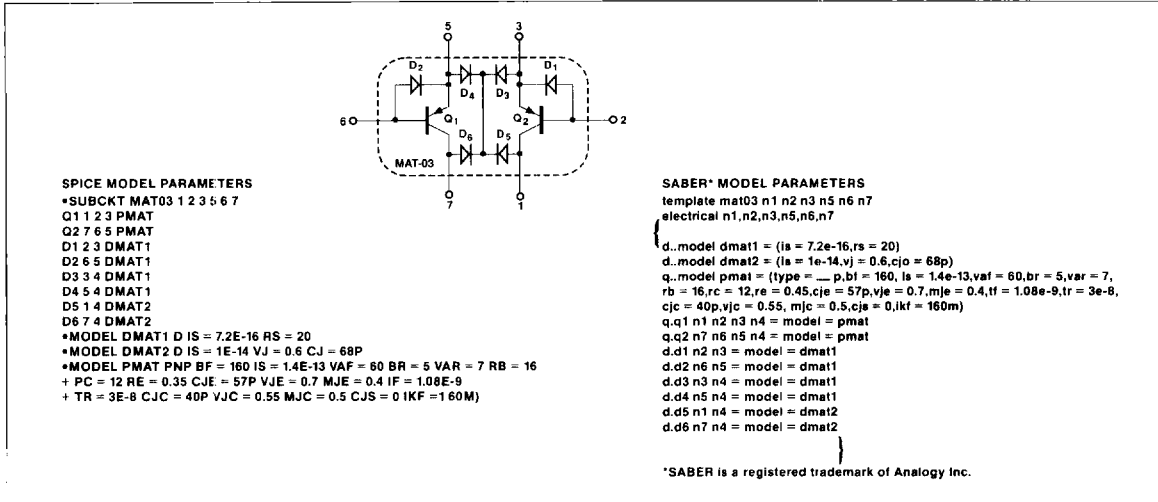 5 3
D2 D1
D4 D3
6 Q1 Q2 2
D6 D5
MAT-03
7 1
SPICE MODEL PARAMETERS
•SUBCKT MAT03 1 2 3 5 6 7
Q1 1 2 3 PMAT
Q2 7 6 5 PMAT
D1 2 3 DMAT1
D2 6 5 DMAT1
D3 3 4 DMAT1
D4 5 4 DMAT1
D5 1 4 DMAT2
D6 7 4 DMAT2
•MODEL DMAT1 D IS = 7.2E-16 RS = 20
•MODEL DMAT2 D IS = 1E-14 VJ = 0.6 CJ = 68P
•MODEL PMAT PNP BF = 160 IS = 1.4E-13 VAF = 60 BR = 5 VAR = 7 RB = 16
+ PC = 12 RE = 0.35 CJE = 57P VJE = 0.7 MJE = 0.4 IF = 1.08E-9
+ TR = 3E-8 CJC = 40P VJC = 0.55 MJC = 0.5 CJS = 0 IKF = 160M)
SABER* MODEL PARAMETERS
template mat03 n1 n2 n3 n5 n6 n7
electrical n1,n2,n3,n5,n6,n7
{
d..model dmat1 = (is = 7.2e-16,rs = 20)
d..model dmat2 = (is = 1e-14,vj = 0.6,cjo = 68p)
q..model pmat = (type = __ p,bf = 160, is = 1.4e-13,vaf = 60,br = 5,var = 7,
rb = 16,rc = 12,re = 0.45,cje = 57p,vje = 0.7,mje = 0.4,tf = 1.08e-9,tr = 3e-8,
cjc = 40p,vjc = 0.55, mjc = 0.5,cjs = 0,ikf = 160m)
q.q1 n1 n2 n3 n4 = model = pmat
q.q2 n7 n6 n5 n4 = model = pmat
d.d1 n2 n3 = model = dmat1
d.d2 n6 n5 = model = dmat1
d.d3 n3 n4 = model = dmat1
d.d4 n5 n4 = model = dmat1
d.d5 n1 n4 = model = dmat2
d.d6 n7 n4 = model = dmat2
}
*SABER is a registered trademark of Analogy Inc.